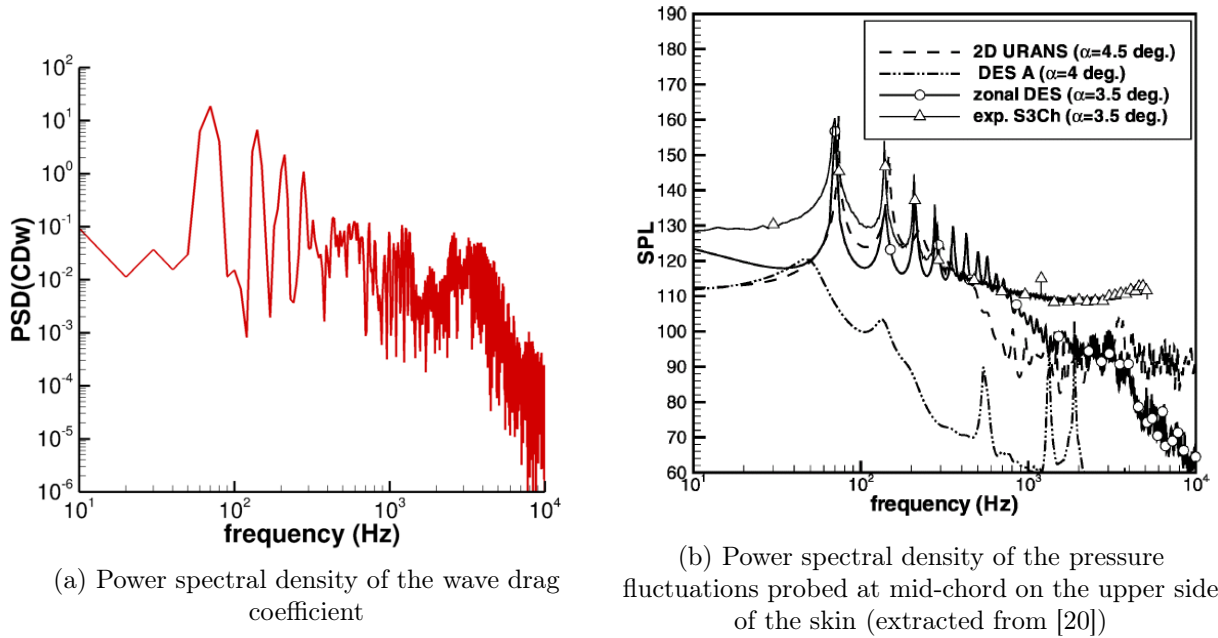 10²
10¹
10⁰
10⁻¹
10⁻²
10⁻³
10⁻⁴
10⁻⁵
10⁻⁶
PSD(CDw)
10¹ 10² 10³ 10⁴
frequency (Hz)
(a) Power spectral density of the wave drag
coefficient
190
180
170
160
150
140
130
120
110
100
90
80
70
60
SPL
2D URANS (α=4.5 deg.)
DES A (α=4 deg.)
zonal DES (α=3.5 deg.)
exp. S3Ch (α=3.5 deg.)
10¹ 10² 10³ 10⁴
frequency (Hz)
(b) Power spectral density of the pressure
fluctuations probed at mid-chord on the upper side
of the skin (extracted from [20])